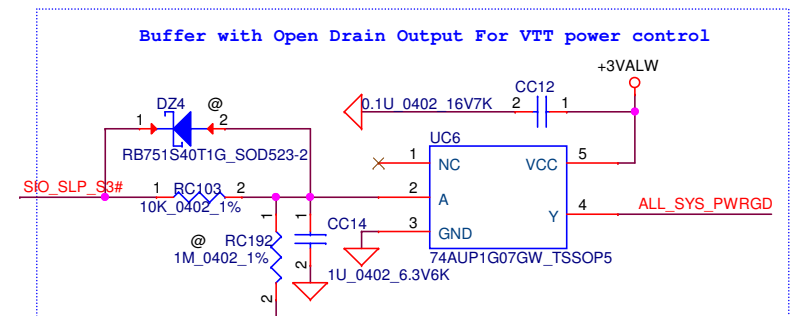 Buffer with Open Drain Output For VTT power control
+3VALW
CC12
DZ4 @
0.1U_0402_16V7K 2 1
1 2
UC6
RB751S40T1G_SOD523-2
1 NC VCC 5
SIO_SLP_S3# 1 RC103 2 2 A
10K_0402_1%
Y 4 ALL_SYS_PWRGD
1 1 CC14 3 GND
@ RC192
1M_0402_1%
74AUP1G07GW_TSSOP5
2 1U_0402_6.3V6K
2